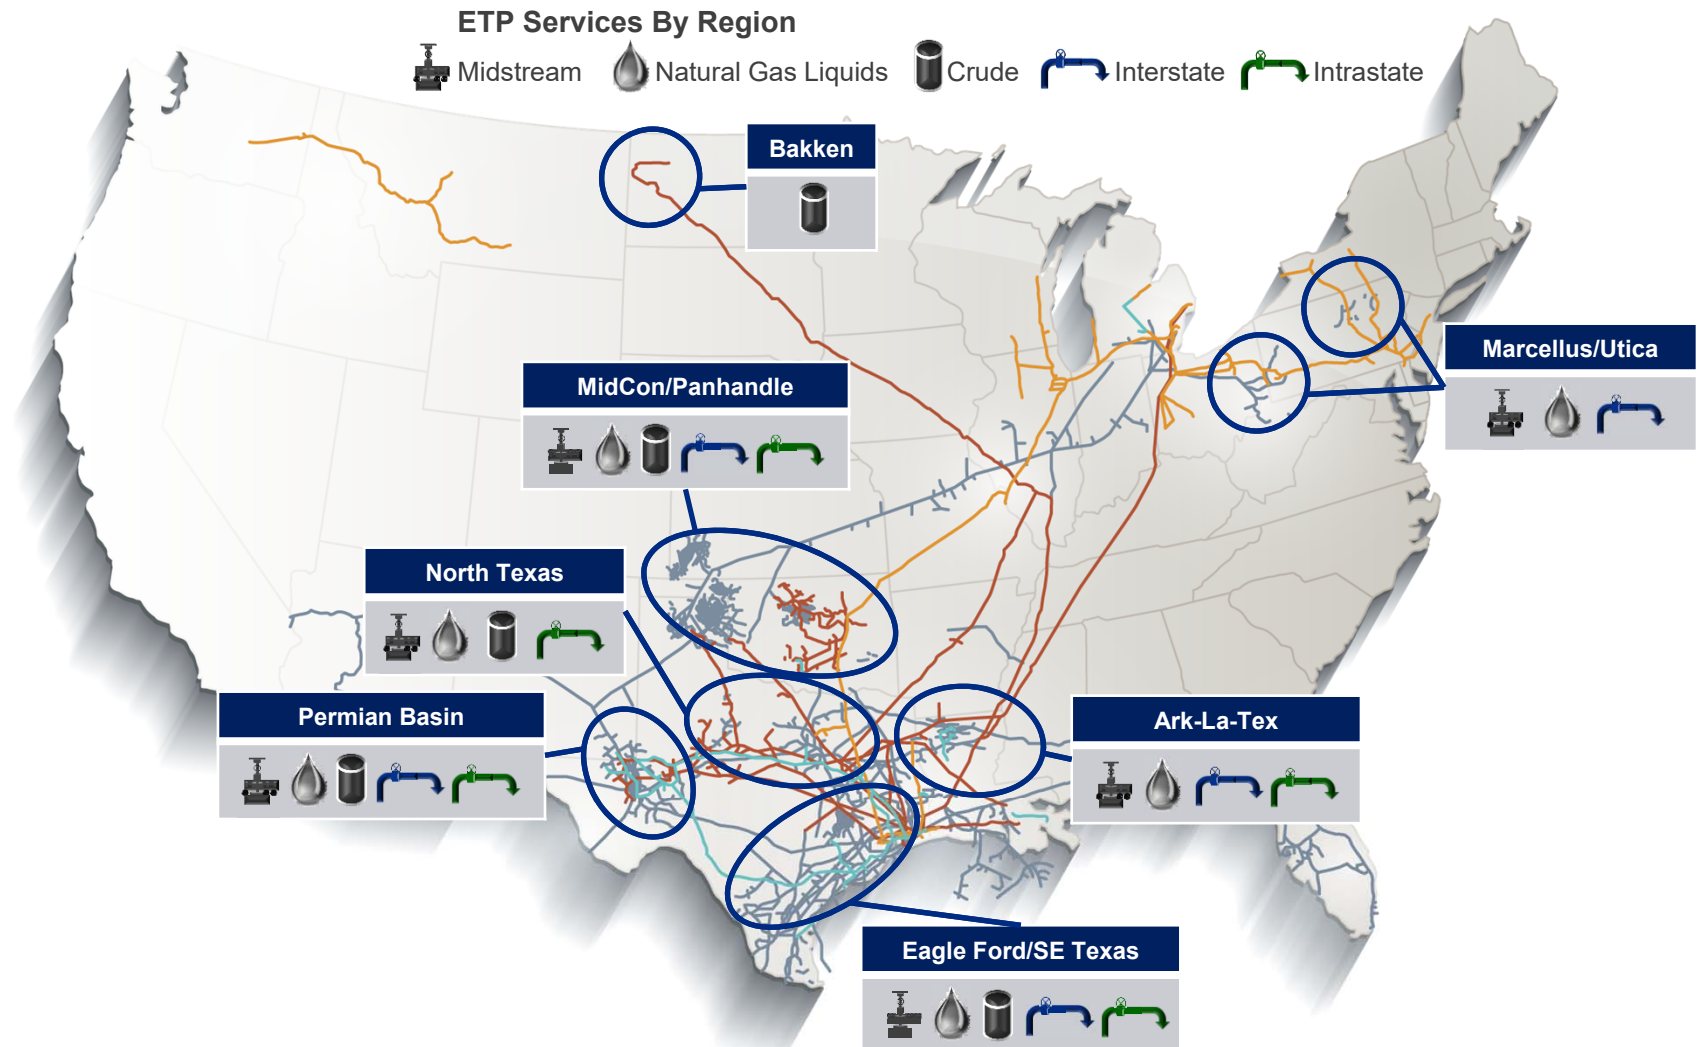 ETP Services By Region
Midstream Natural Gas Liquids Crude Interstate Intrastate
Bakken
Marcellus/Utica
MidCon/Panhandle
North Texas
Permian Basin
Ark-La-Tex
Eagle Ford/SE Texas